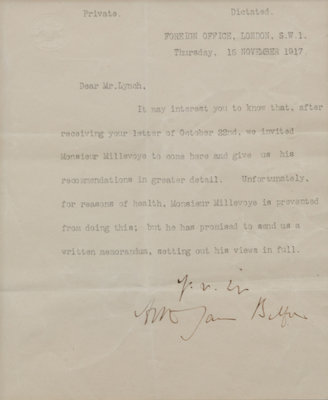 Private. Dictated.
FOREIGN OFFICE, LONDON, S.W.1.
Thursday, 15 NOVEMBER 1917.
Dear Mr.Lynch,
It may interest you to know that, after
receiving your letter of October 22nd, we invited
Monsieur Millevoye to come here and give us his
recommendations in greater detail. Unfortunately,
for reasons of health, Monsieur Millevoye is prevented
from doing this; but he has promised to send us a
written memorandum, setting out his views in full.
Arthur James Balfour